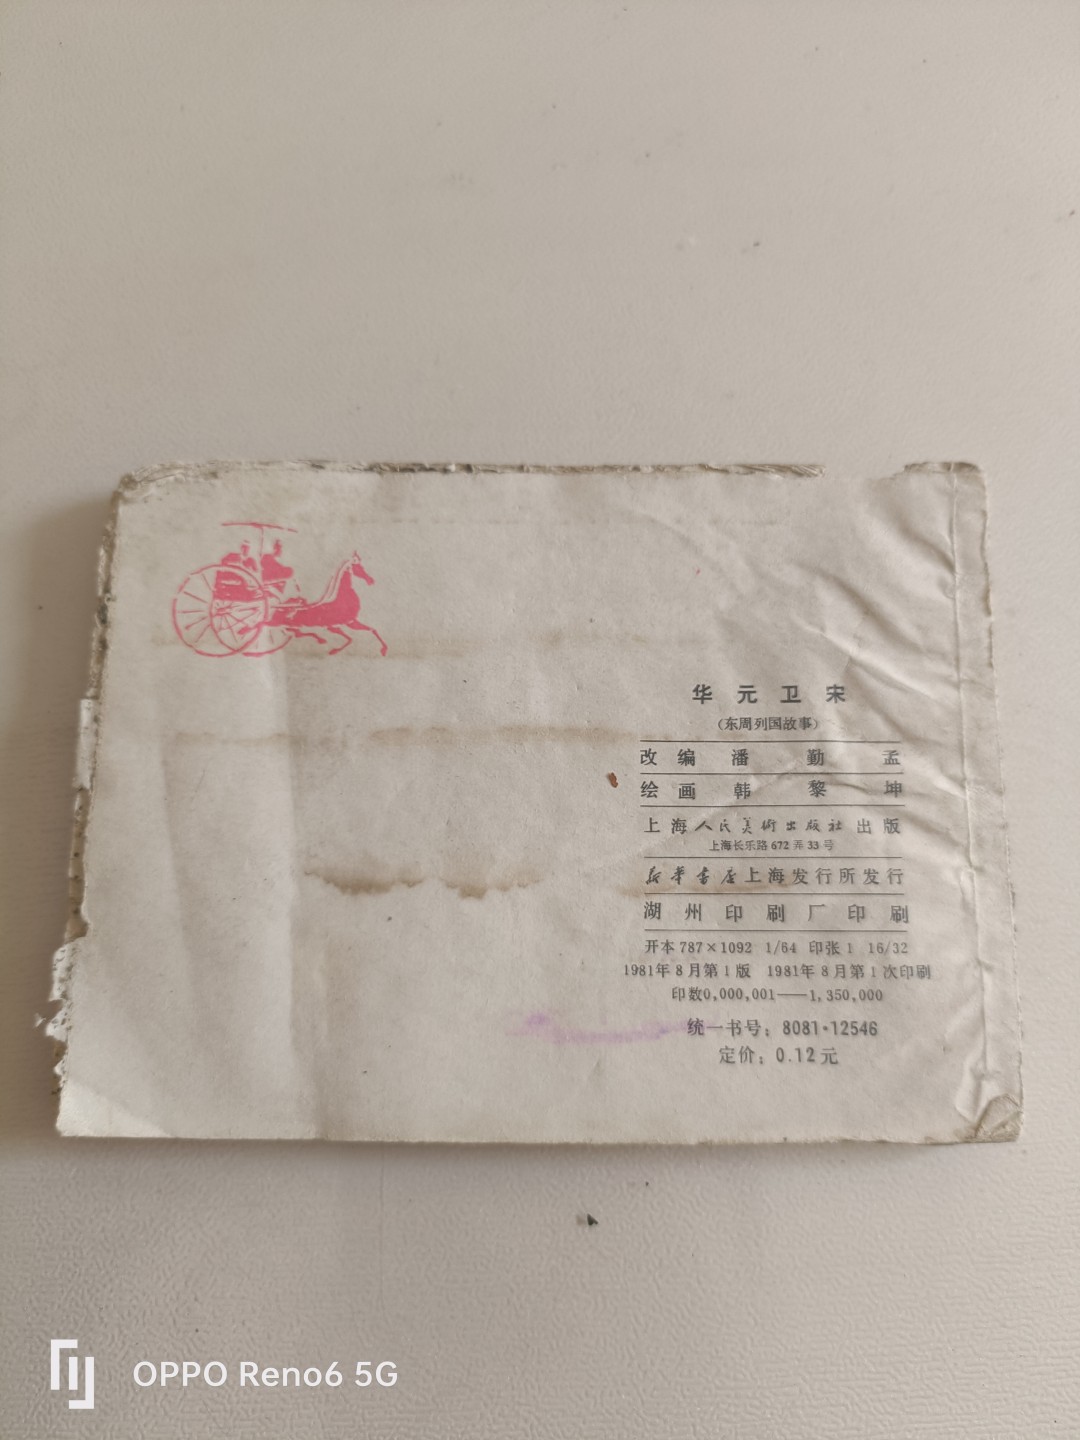 华元卫宋
(东周列国故事)
改编 潘勤孟
绘画 韩黎坤
上海人民美術出版社出版
上海长乐路672弄33号
新华書店上海发行所发行
湖州印刷厂印刷
开本787×1092 1/64 印张1 16/32
1981年8月第1版 1981年8月第1次印刷
印数0,000,001——1,350,000
统一书号：8081·12546
定价：0.12元
OPPO Reno6 5G